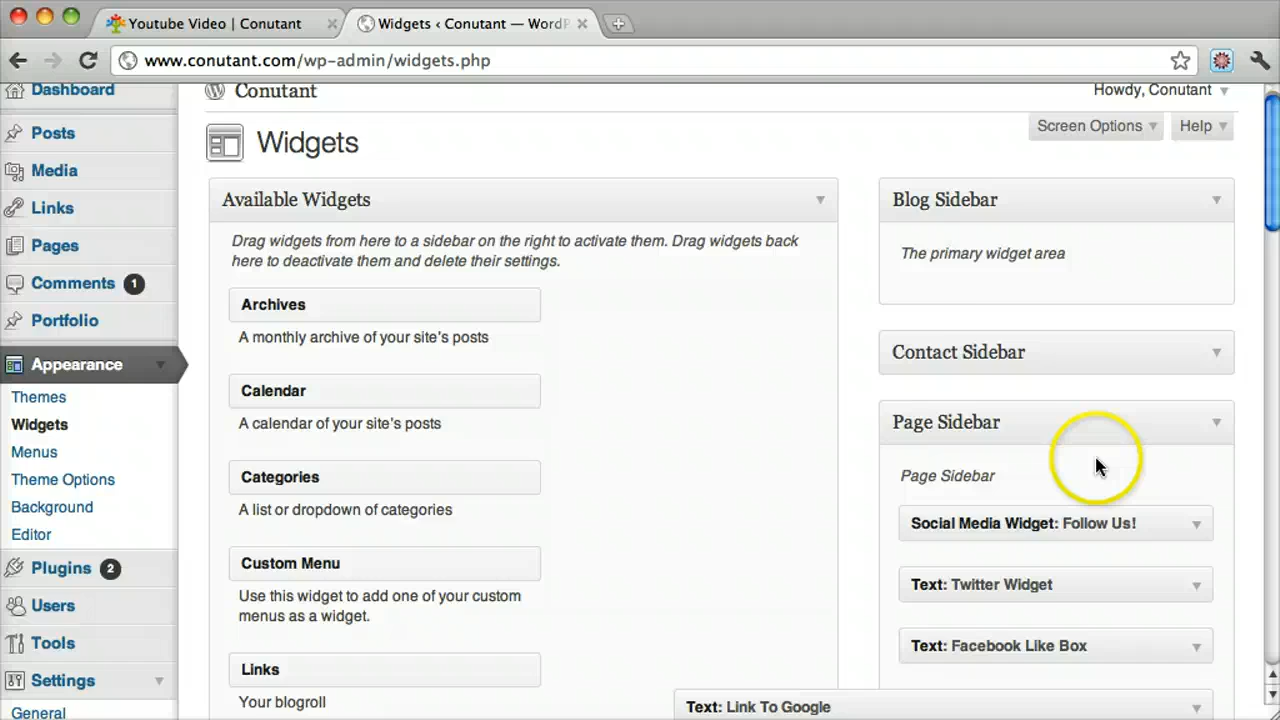 Youtube Video | Conutant
Widgets ‹ Conutant — WordP
www.conutant.com/wp-admin/widgets.php
Dashboard
Posts
Media
Links
Pages
Comments 1
Portfolio
Appearance
Themes
Widgets
Menus
Theme Options
Background
Editor
Plugins 2
Users
Tools
Settings
General
Conutant
Howdy, Conutant
Screen Options
Help
Widgets
Available Widgets
Drag widgets from here to a sidebar on the right to activate them. Drag widgets back
here to deactivate them and delete their settings.
Archives
A monthly archive of your site's posts
Calendar
A calendar of your site's posts
Categories
A list or dropdown of categories
Custom Menu
Use this widget to add one of your custom
menus as a widget.
Links
Your blogroll
Blog Sidebar
The primary widget area
Contact Sidebar
Page Sidebar
Page Sidebar
Social Media Widget: Follow Us!
Text: Twitter Widget
Text: Facebook Like Box
Text: Link To Google